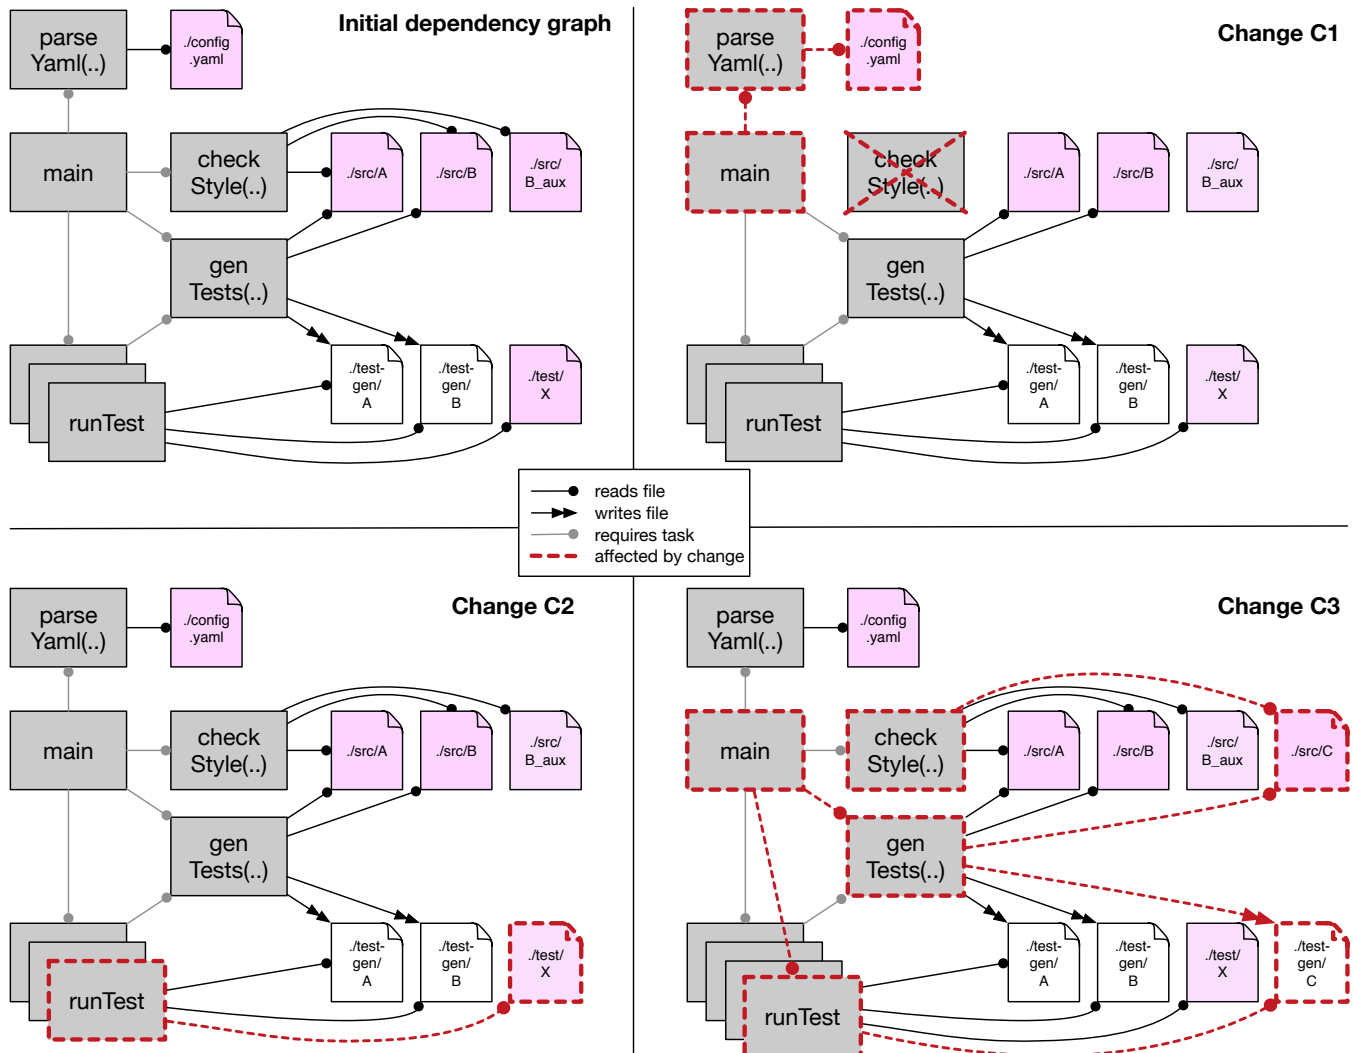 Initial dependency graph
parse
Yaml(..)
./config
.yaml
main
check
Style(..)
./src/A
./src/B
./src/
B_aux
gen
Tests(..)
./test-
gen/
A
./test-
gen/
B
./test/
X
runTest
Change C1
parse
Yaml(..)
./config
.yaml
main
check
Style(..)
./src/A
./src/B
./src/
B_aux
gen
Tests(..)
./test-
gen/
A
./test-
gen/
B
./test/
X
runTest
reads file
writes file
requires task
affected by change
Change C2
parse
Yaml(..)
./config
.yaml
main
check
Style(..)
./src/A
./src/B
./src/
B_aux
gen
Tests(..)
./test-
gen/
A
./test-
gen/
B
./test/
X
runTest
Change C3
parse
Yaml(..)
./config
.yaml
main
check
Style(..)
./src/A
./src/B
./src/
B_aux
./src/C
gen
Tests(..)
./test-
gen/
A
./test-
gen/
B
./test/
X
./test-
gen/
C
runTest